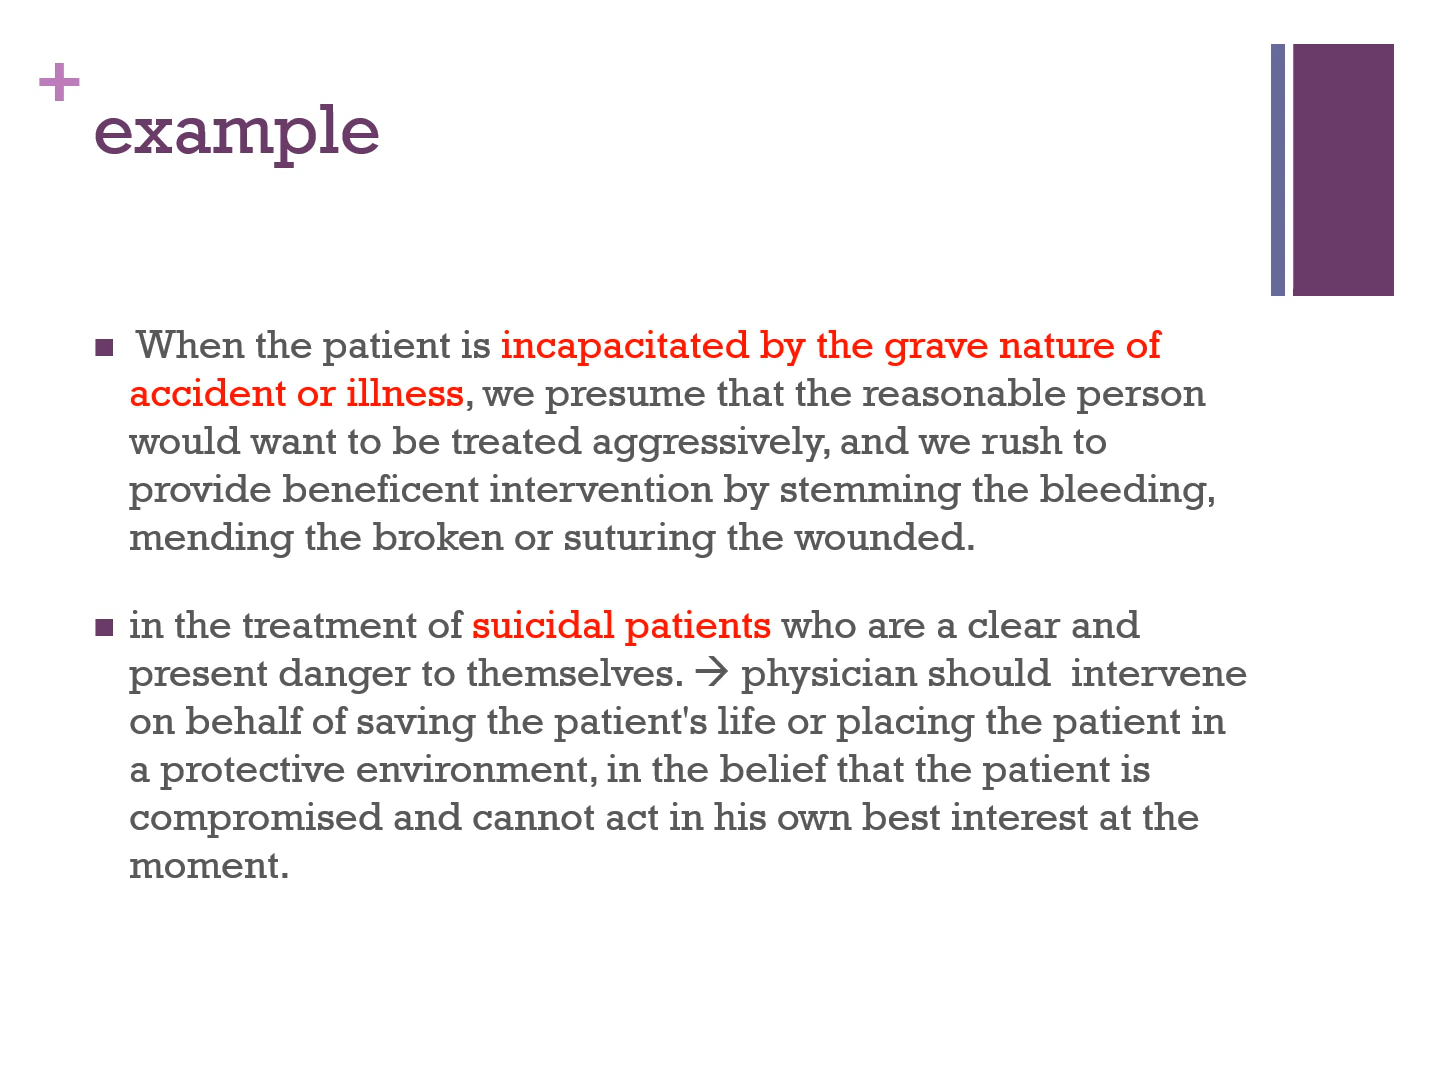 +
example
■ When the patient is incapacitated by the grave nature of
accident or illness, we presume that the reasonable person
would want to be treated aggressively, and we rush to
provide beneficent intervention by stemming the bleeding,
mending the broken or suturing the wounded.
■ in the treatment of suicidal patients who are a clear and
present danger to themselves. → physician should  intervene
on behalf of saving the patient's life or placing the patient in
a protective environment, in the belief that the patient is
compromised and cannot act in his own best interest at the
moment.